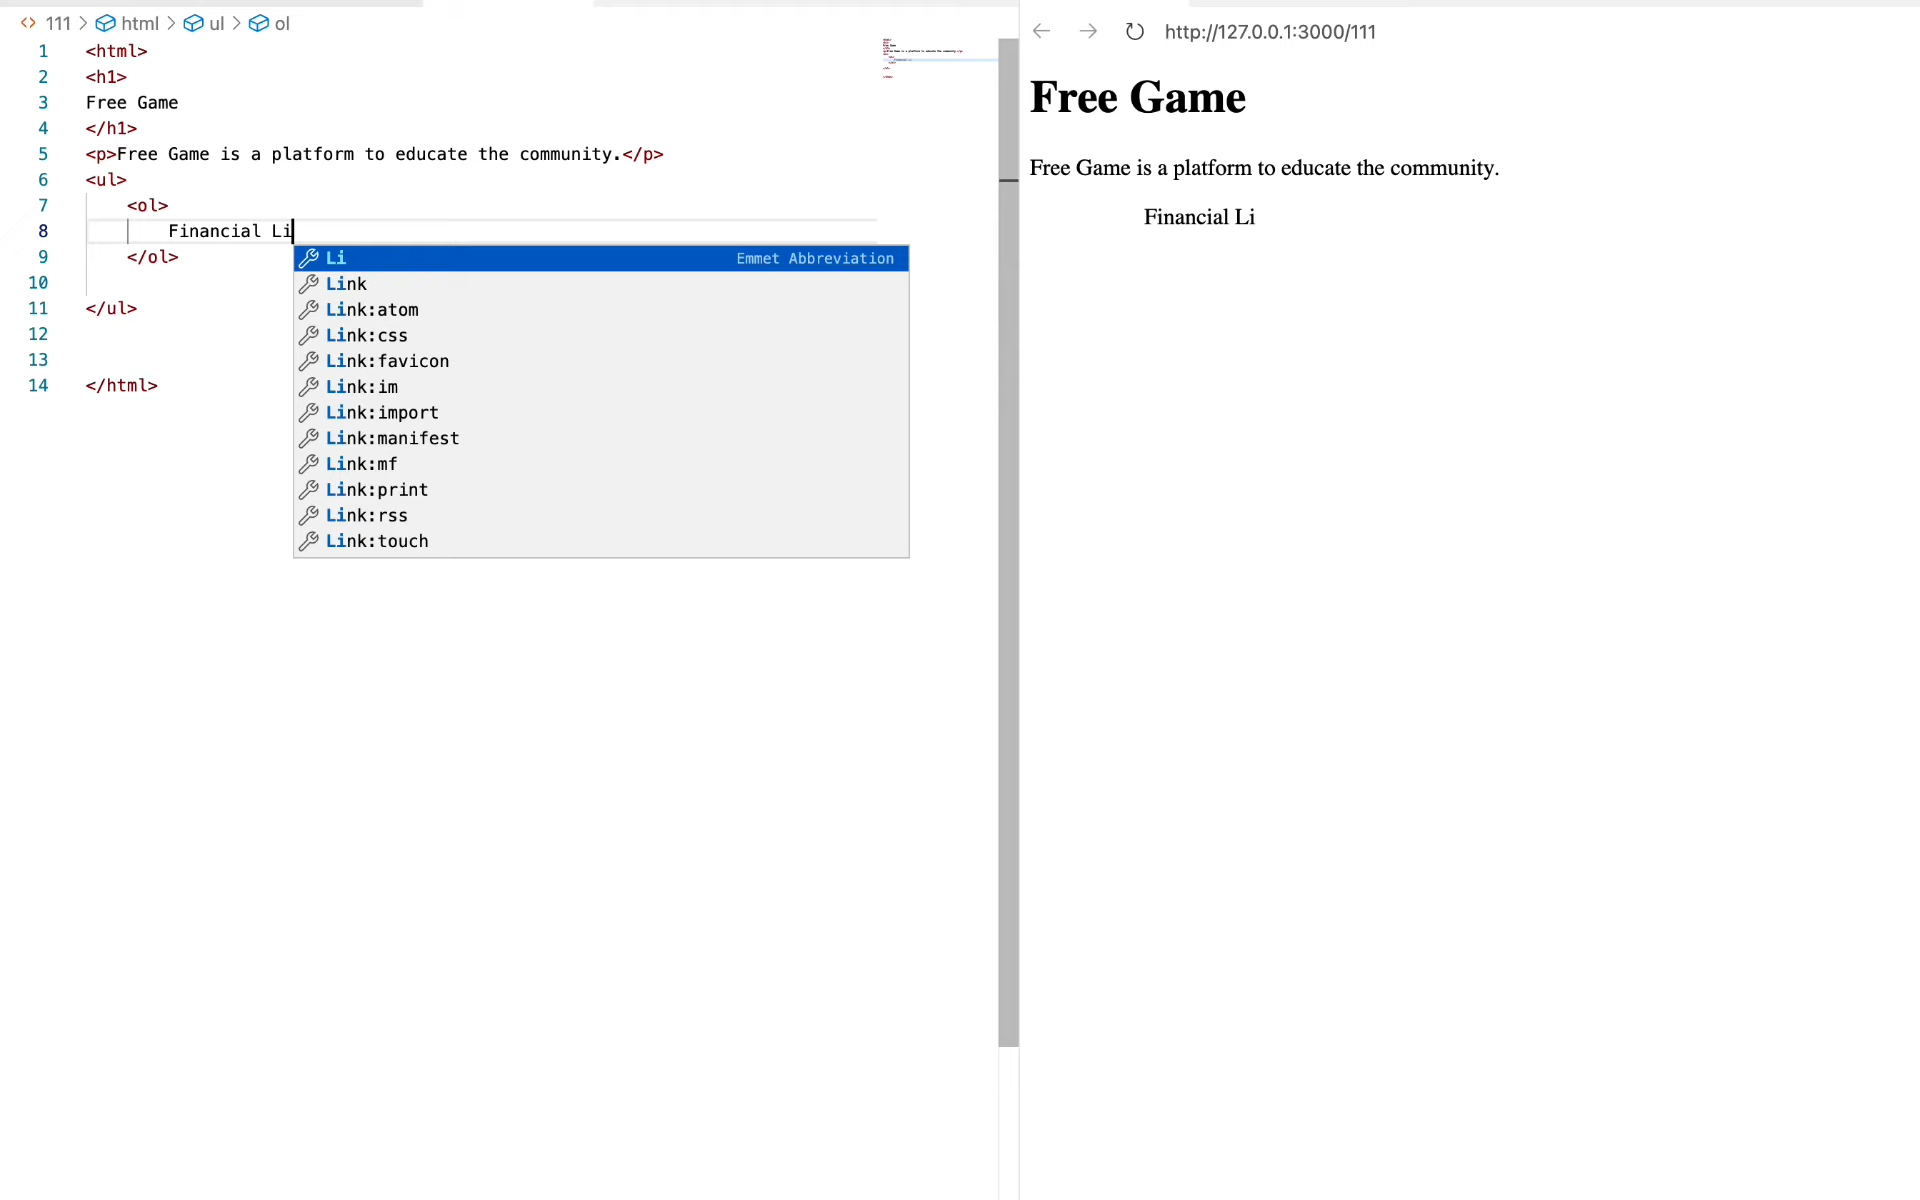 111 > html > ul > ol
1 <html>
2 <h1>
3 Free Game
4 </h1>
5 <p>Free Game is a platform to educate the community.</p>
6 <ul>
7 <ol>
8 Financial Li
9 </ol>
10
11 </ul>
12
13
14 </html>
Li Emmet Abbreviation
Link
Link:atom
Link:css
Link:favicon
Link:im
Link:import
Link:manifest
Link:mf
Link:print
Link:rss
Link:touch
http://127.0.0.1:3000/111
Free Game
Free Game is a platform to educate the community.
Financial Li